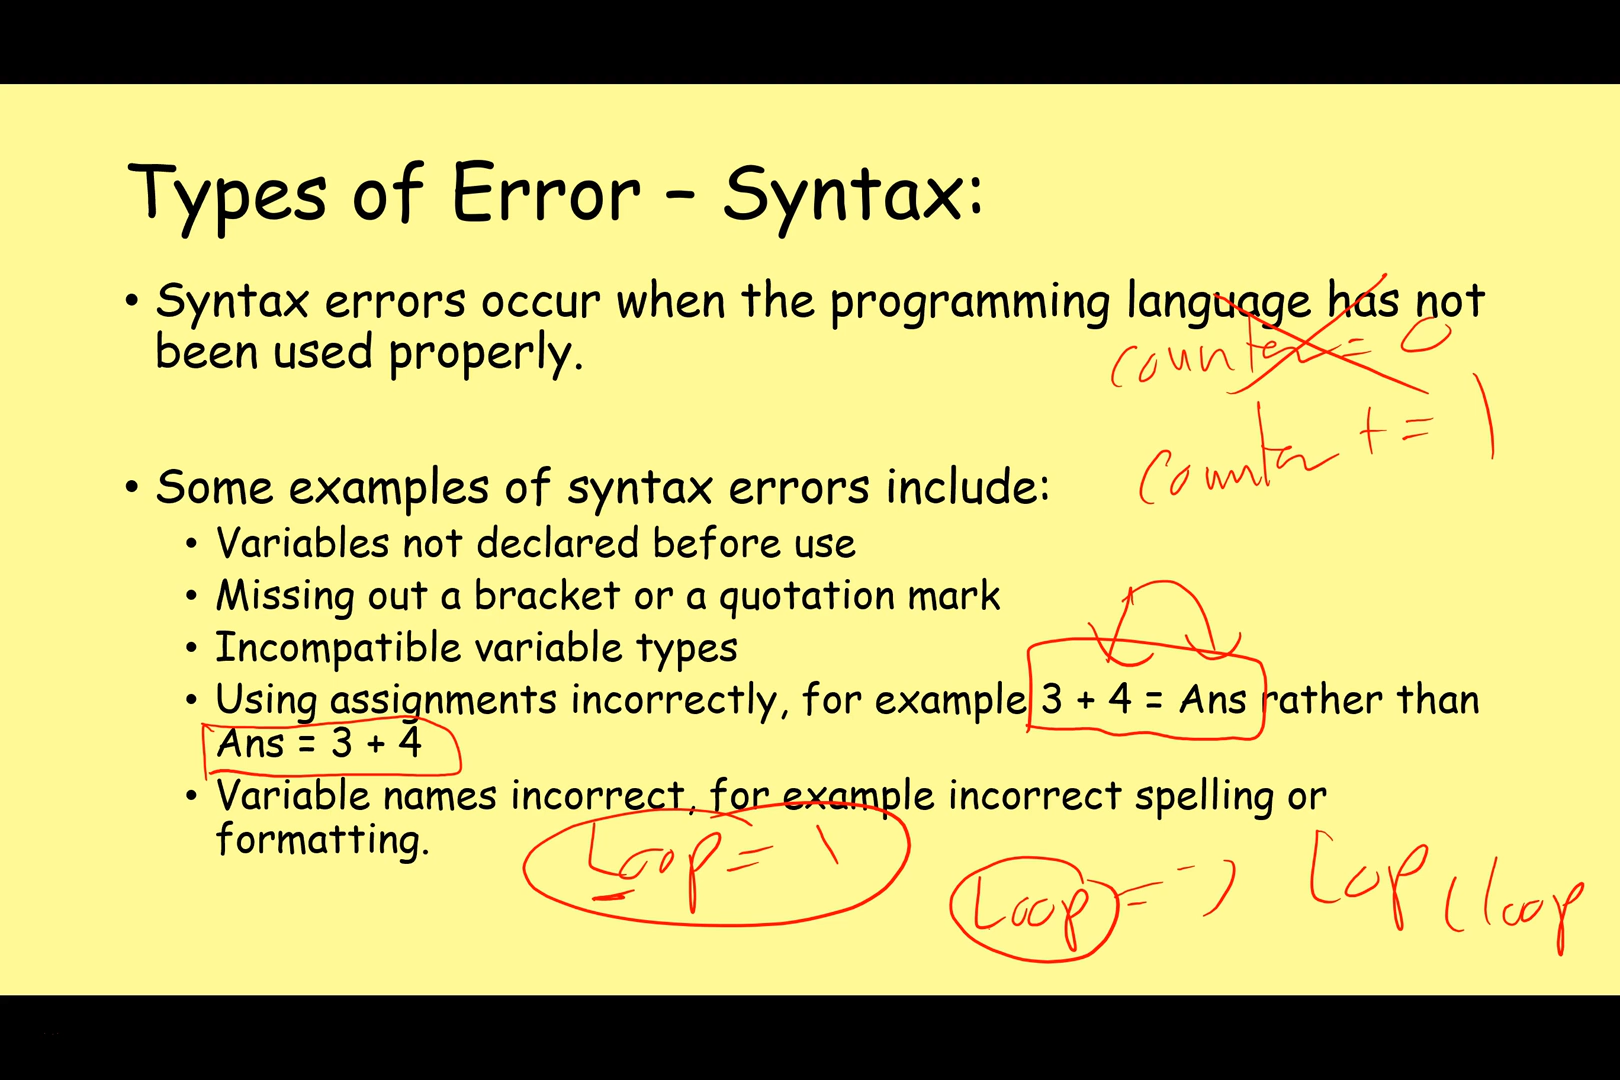 Types of Error – Syntax:
• Syntax errors occur when the programming language has not
been used properly.
counter = 0
counter += 1
• Some examples of syntax errors include:
• Variables not declared before use
• Missing out a bracket or a quotation mark
• Incompatible variable types
• Using assignments incorrectly, for example 3 + 4 = Ans rather than
Ans = 3 + 4
• Variable names incorrect, for example incorrect spelling or
formatting.
Loop = 1
Loop =
Lop
loop